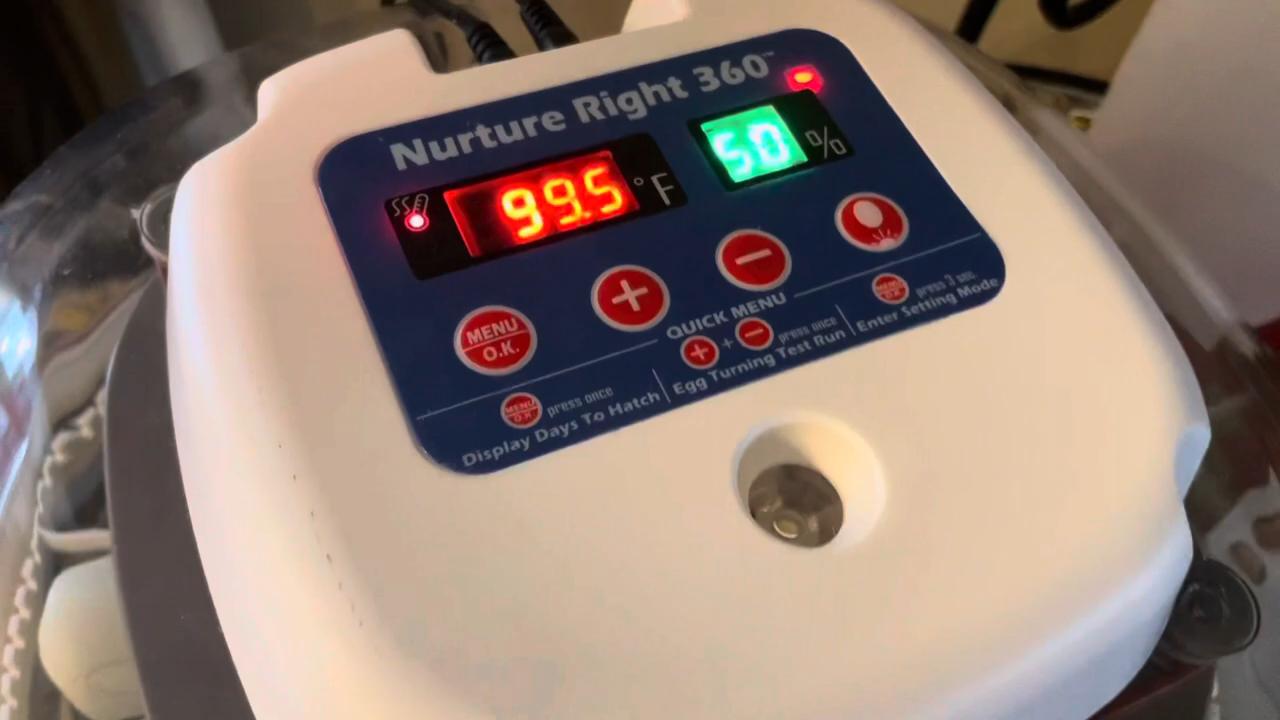 Nurture Right 360™
99.5 °F
50 %
MENU
O.K.
+
−
QUICK MENU
MENU O.K. press once
Display Days To Hatch
+ + − press once
Egg Turning Test Run
MENU O.K. press 3 sec.
Enter Setting Mode